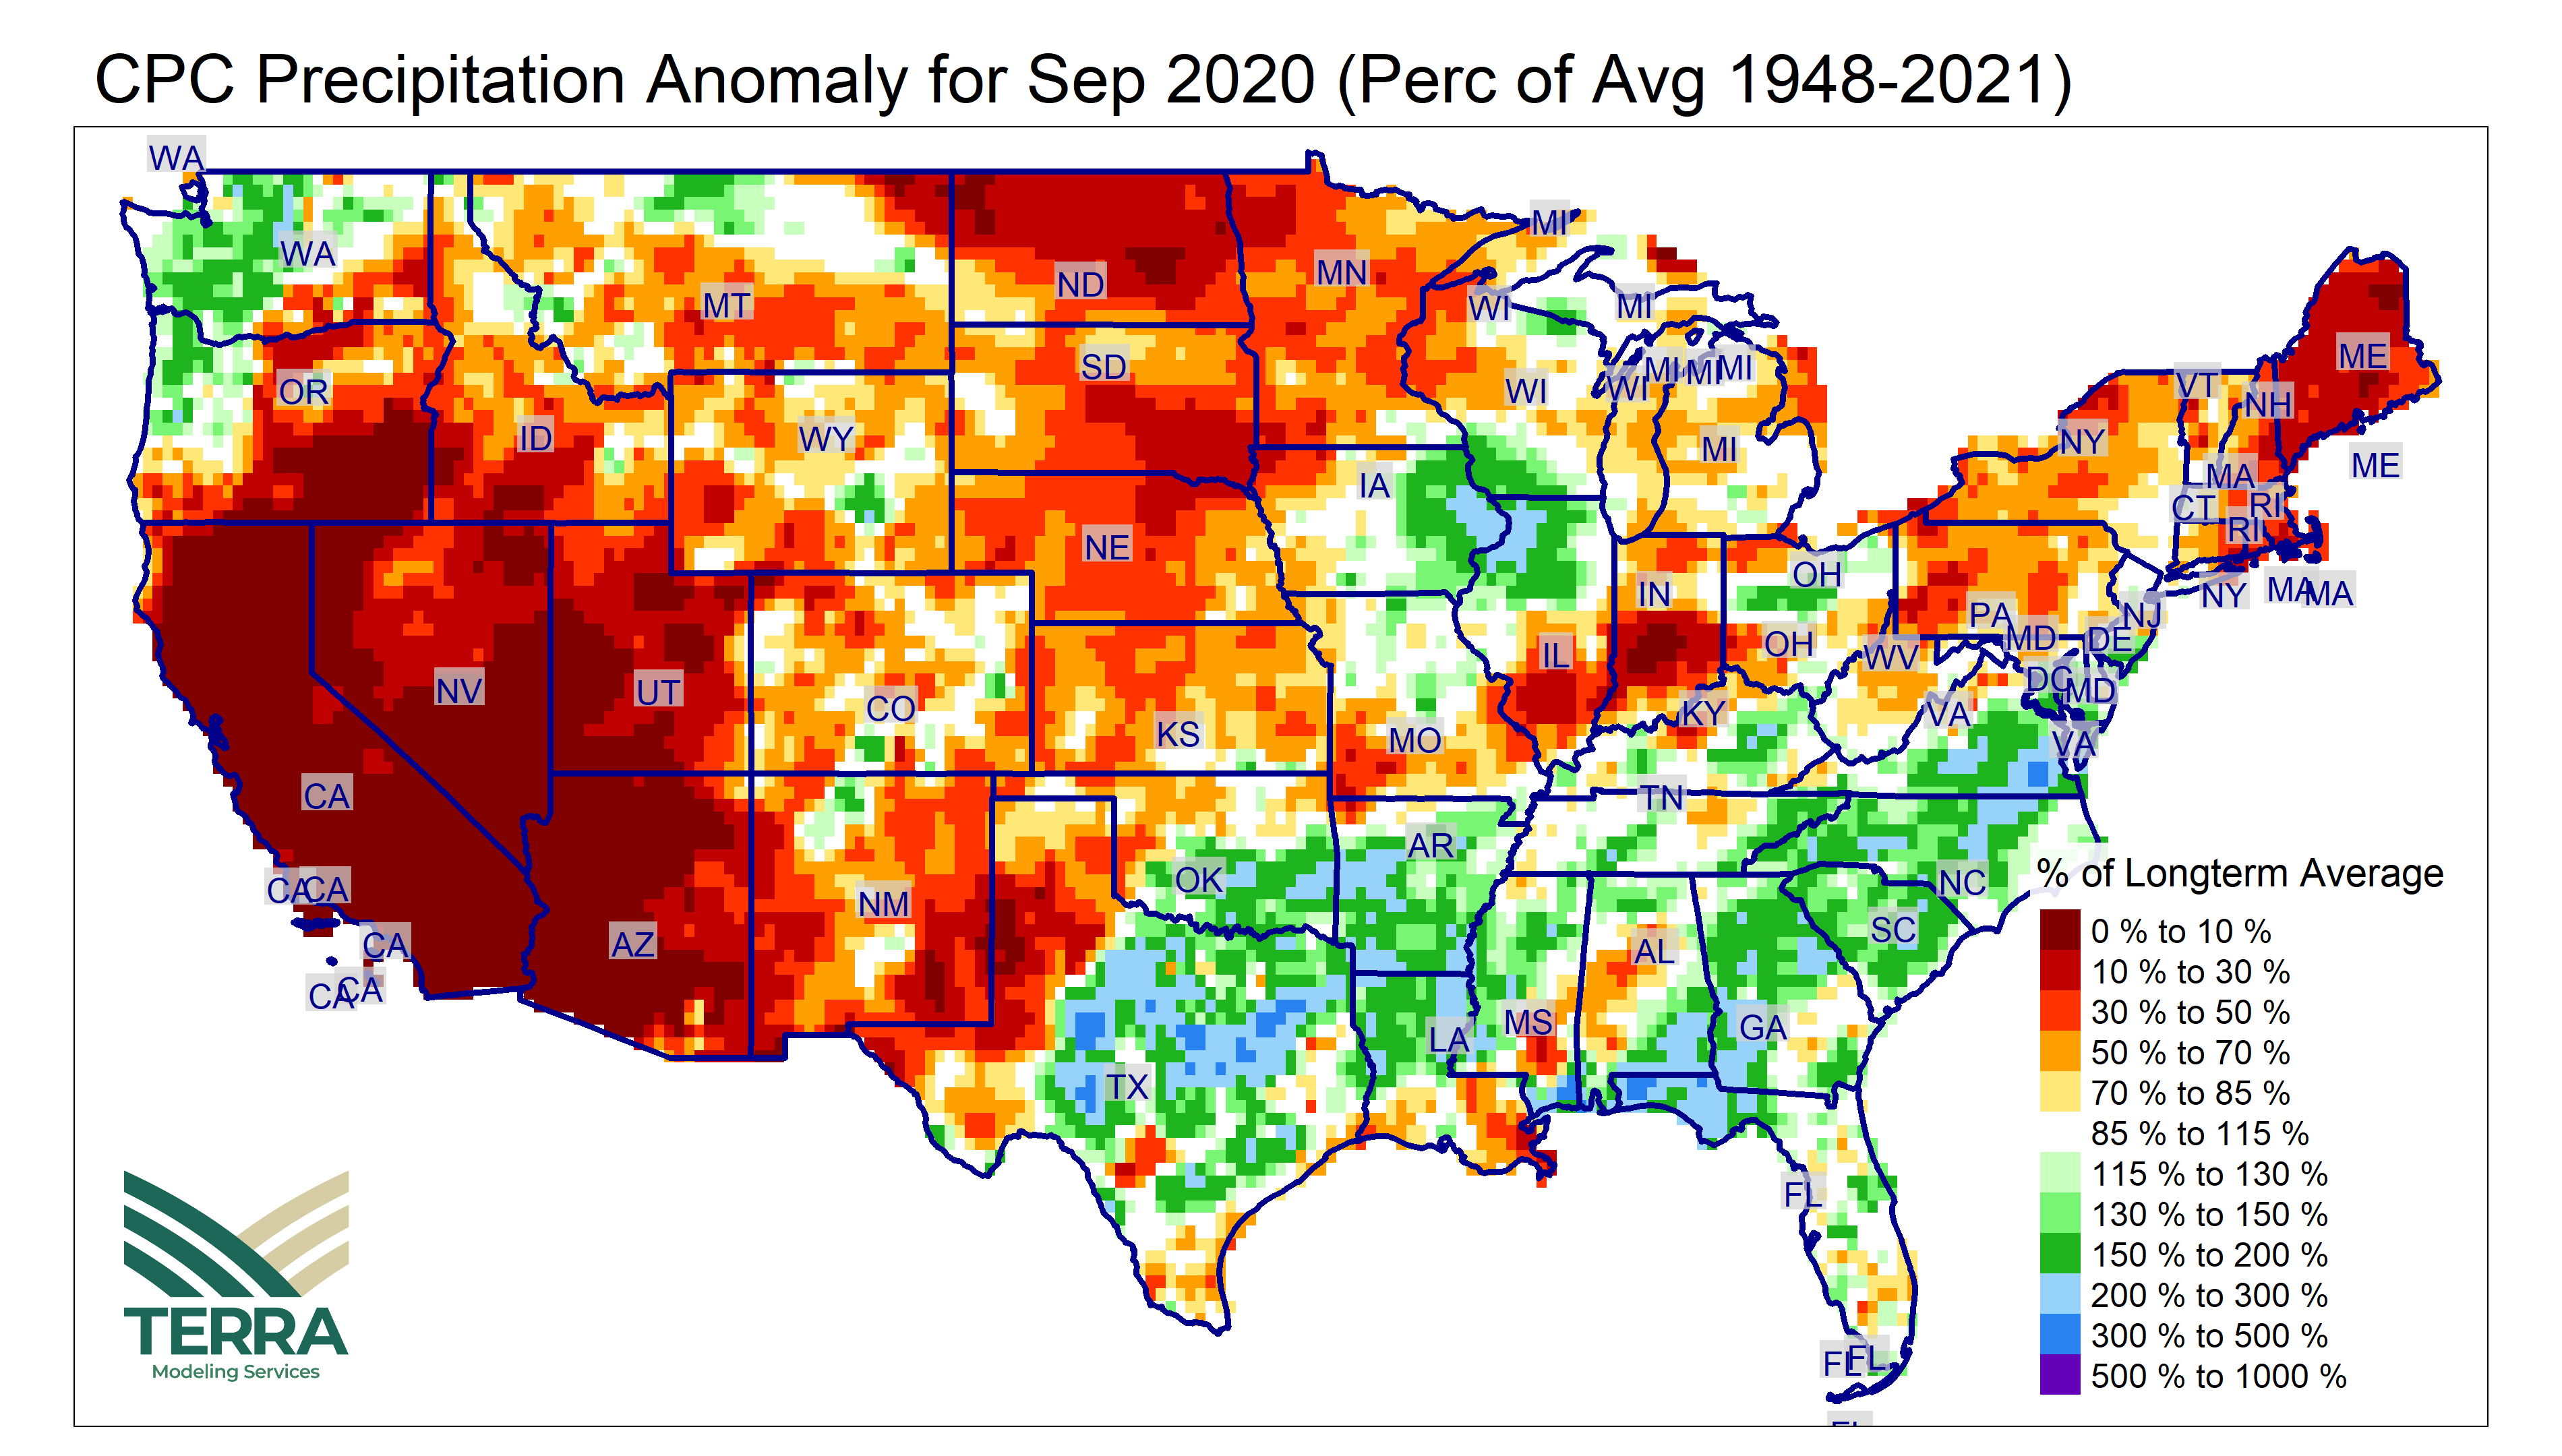 CPC Precipitation Anomaly for Sep 2020 (Perc of Avg 1948-2021)
WA
MI
WA
ND
MN
MT
WI
MI
SD
MI
MI
MI
WI
WI
VT
ME
OR
NH
ID
WY
MI
NY
ME
IA
MA
CT
RI
RI
NE
OH
IN
NY
MA
MA
PA
NJ
MD
DE
IL
OH
WV
NV
UT
DC
MD
CO
KY
VA
KS
MO
VA
CA
TN
AR
OK
NC
CA
CA
NM
SC
CA
AZ
AL
CA
CA
MS
GA
LA
TX
FL
FL
FL
% of Longterm Average
0 % to 10 %
10 % to 30 %
30 % to 50 %
50 % to 70 %
70 % to 85 %
85 % to 115 %
115 % to 130 %
130 % to 150 %
150 % to 200 %
200 % to 300 %
300 % to 500 %
500 % to 1000 %
TERRA
Modeling Services